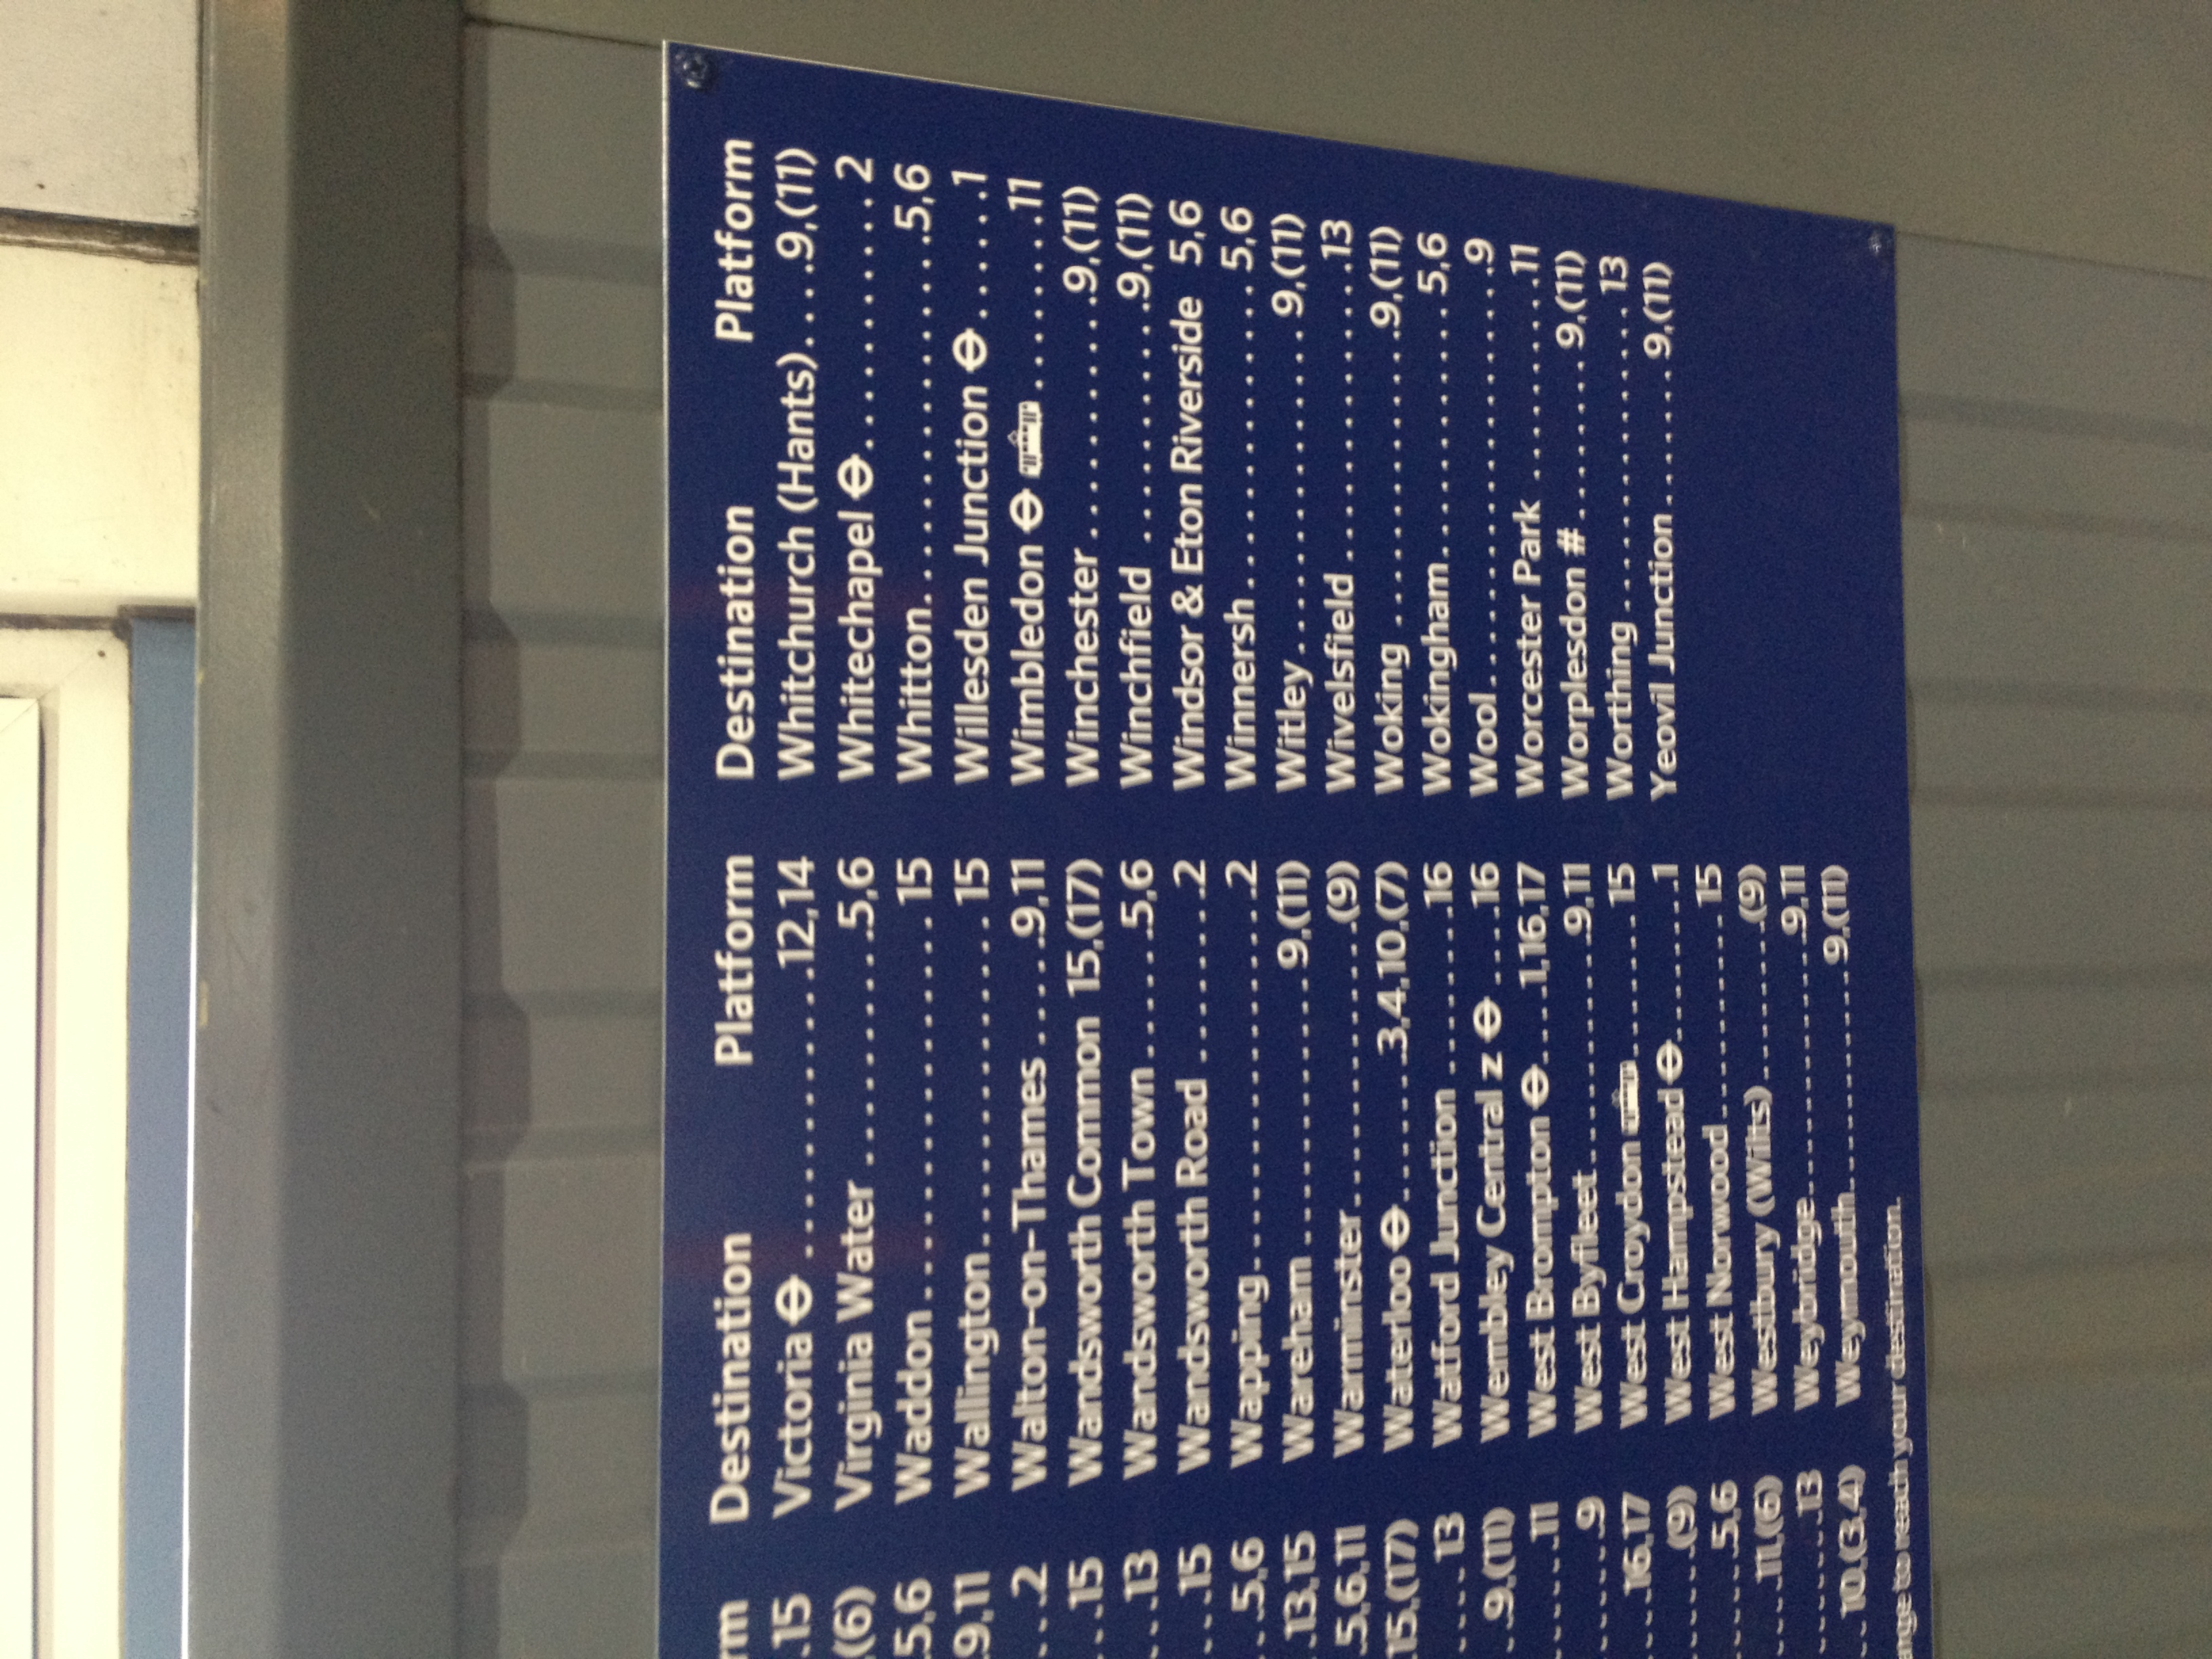 rm
.15
.(6)
.5,6
.9,11
...2
...15
...13
...15
...5,6
..13,15
.5,6,11
.15,(17)
....13
..9,(11)
......11
......9
....16,17
......(9)
......5,6
....11,(6)
.......13
..10,(3,4)
Destination Platform
Victoria ............12,14
Virginia Water ..........5,6
Waddon................15
Wallington..............15
Walton-on-Thames .....9,11
Wandsworth Common 15,(17)
Wandsworth Town......5,6
Wandsworth Road ........2
Wapping.................2
Wareham ............9,(11)
Warminster.............(9)
Waterloo .......3,4,10,(7)
Watford Junction ........16
Wembley Central z ....16
West Brompton ....1,16,17
West Byfleet...........9,11
West Croydon .......15
West Hampstead ........1
West Norwood..........15
Westbury (Wilts)........(9)
Weybridge.............9,11
Weymouth...........9,(11)
Destination Platform
Whitchurch (Hants)....9,(11)
Whitechapel ...........2
Whitton................5,6
Willesden Junction ......1
Wimbledon ........11
Winchester ...........9,(11)
Winchfield ...........9,(11)
Windsor & Eton Riverside 5,6
Winnersh..............5,6
Witley...............9,(11)
Wivelsfield ..............13
Woking ..............9,(11)
Wokingham............5,6
Wool...................9
Worcester Park ..........11
Worplesdon #........9,(11)
Worthing..............13
Yeovil Junction.......9,(11)
ange to reach your destination.